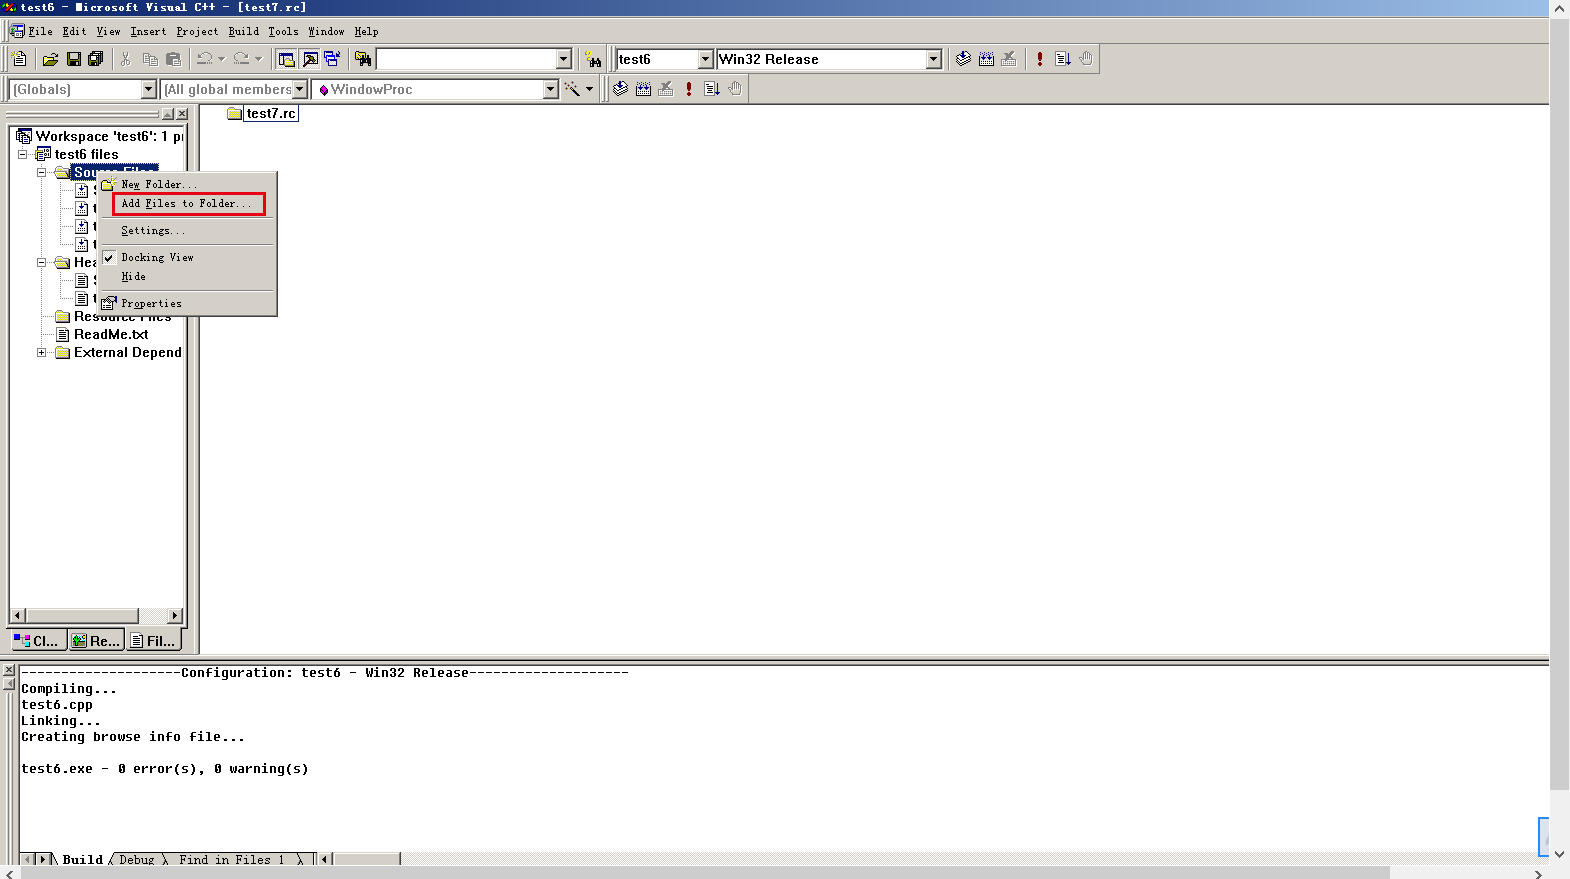 test6 - Microsoft Visual C++ - [test7.rc]
File Edit View Insert Project Build Tools Window Help
test6 Win32 Release
(Globals) (All global members WindowProc
test7.rc
Workspace 'test6': 1
test6 files
Source Files
New Folder...
Add Files to Folder...
Settings...
Docking View
Hide
Properties
Resource Files
ReadMe.txt
External Depend
Cl... Re... Fil...
--------------------Configuration: test6 - Win32 Release--------------------
Compiling...
test6.cpp
Linking...
Creating browse info file...
test6.exe - 0 error(s), 0 warning(s)
Build Debug Find in Files 1